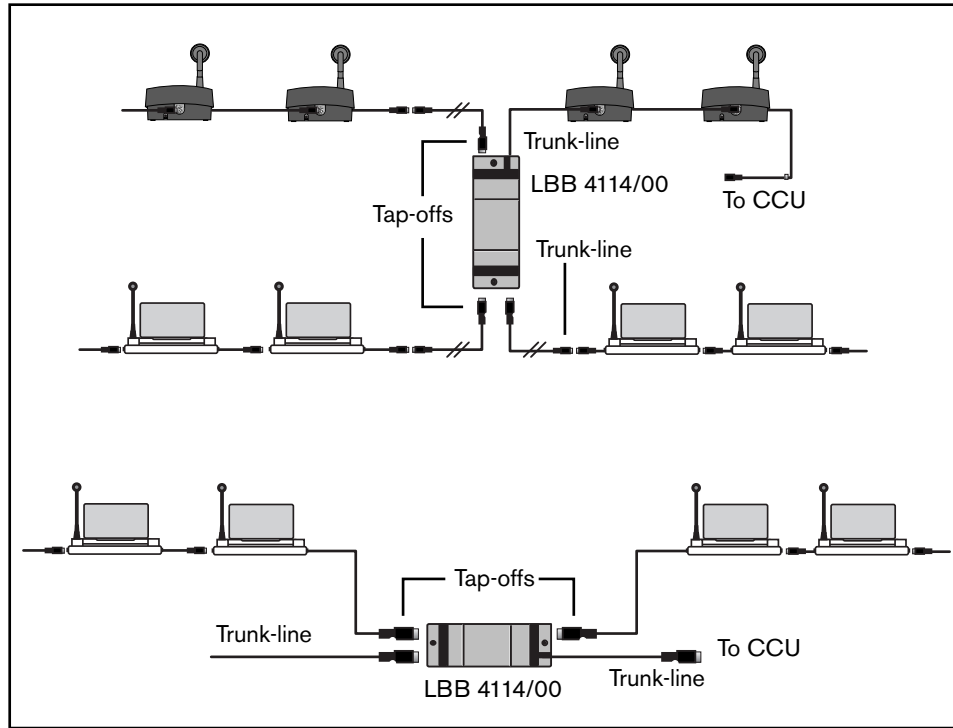 Trunk-line
LBB 4114/00
To CCU
Tap-offs
Trunk-line
Tap-offs
Trunk-line
To CCU
LBB 4114/00
Trunk-line